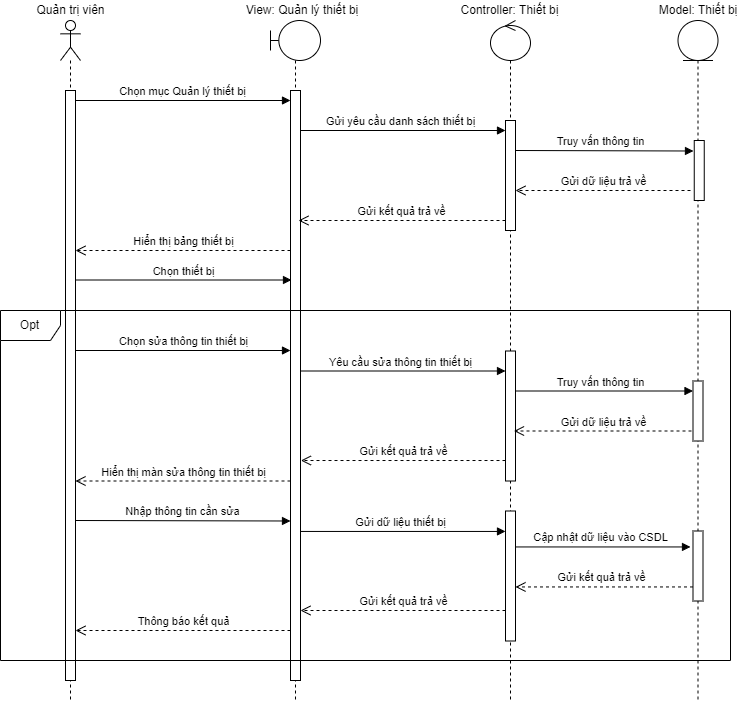 Quản trị viên
View: Quản lý thiết bị
Controller: Thiết bị
Model: Thiết bị
Chọn mục Quản lý thiết bị
Gửi yêu cầu danh sách thiết bị
Truy vấn thông tin
Gửi dữ liệu trả về
Gửi kết quả trả về
Hiển thị bảng thiết bị
Chọn thiết bị
Opt
Chọn sửa thông tin thiết bị
Yêu cầu sửa thông tin thiết bị
Truy vấn thông tin
Gửi dữ liệu trả về
Gửi kết quả trả về
Hiển thị màn sửa thông tin thiết bị
Nhập thông tin cần sửa
Gửi dữ liệu thiết bị
Cập nhật dữ liệu vào CSDL
Gửi kết quả trả về
Gửi kết quả trả về
Thông báo kết quả